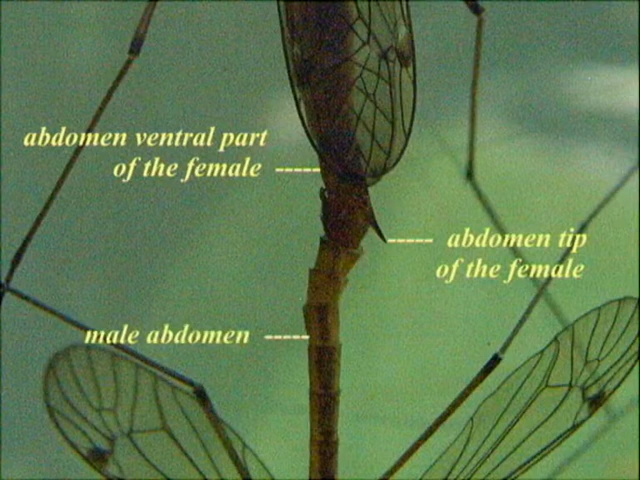 abdomen ventral part
of the female -----
----- abdomen tip
of the female
male abdomen -----